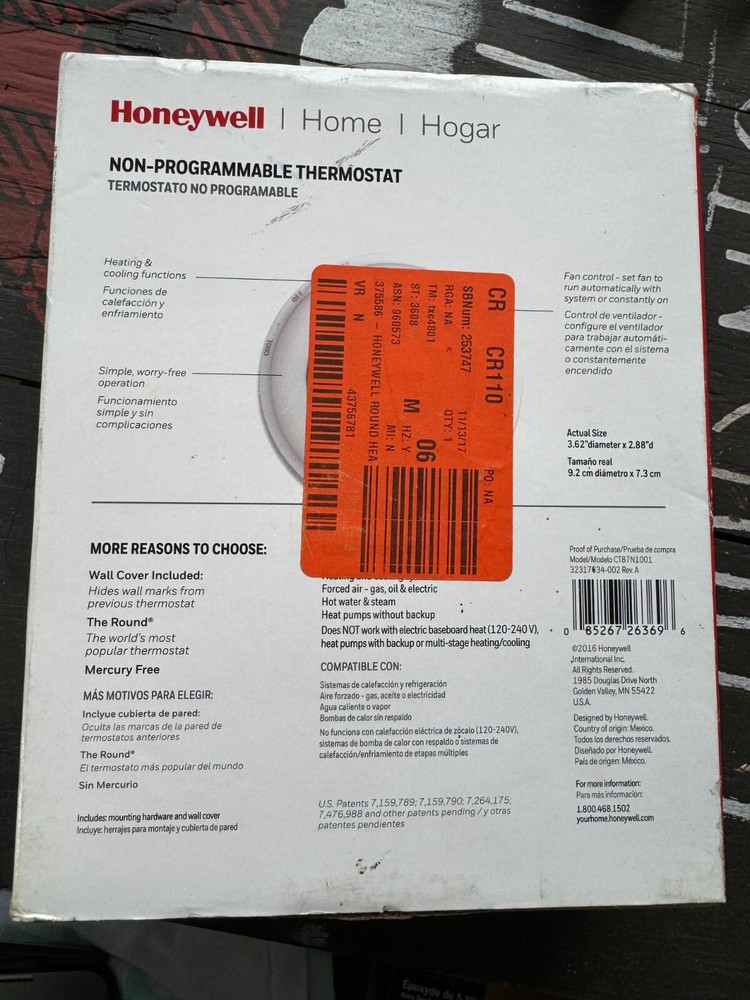 Honeywell | Home | Hogar
NON-PROGRAMMABLE THERMOSTAT
TERMOSTATO NO PROGRAMABLE
Heating &
cooling functions
Funciones de
calefacción y
enfriamiento
Simple, worry-free
operation
Funcionamiento
simple y sin
complicaciones
Fan control - set fan to
run automatically with
system or constantly on
Control de ventilador -
configure el ventilador
para trabajar automáti-
camente con el sistema
o constantemente
encendido
Actual Size
3.62"diameter x 2.88"d
Tamaño real
9.2 cm diámetro x 7.3 cm
CR CR110
PO: NA
SBNum: 253747 11/13/17
RGA: NA QTY: 1
TM: txc4801
06
ST: 3608 M HZ: Y
ASN: 960573 MI: N
375586 - HONEYWELL ROUND HEA
VR N 43756781
MORE REASONS TO CHOOSE:
Wall Cover Included:
Hides wall marks from
previous thermostat
The Round®
The world's most
popular thermostat
Mercury Free
MÁS MOTIVOS PARA ELEGIR:
Incluye cubierta de pared:
Oculta las marcas de la pared de
termostatos anteriores
The Round®
El termostato más popular del mundo
Sin Mercurio
Includes: mounting hardware and wall cover
Incluye: herrajes para montaje y cubierta de pared
Forced air - gas, oil & electric
Hot water & steam
Heat pumps without backup
Does NOT work with electric baseboard heat (120-240 V),
heat pumps with backup or multi-stage heating/cooling
COMPATIBLE CON:
Sistemas de calefacción y refrigeración
Aire forzado - gas, aceite o electricidad
Agua caliente o vapor
Bombas de calor sin respaldo
No funciona con calefacción eléctrica de zócalo (120-240V),
sistemas de bomba de calor con respaldo o sistemas de
calefacción/enfriamiento de etapas múltiples
U.S. Patents 7,159,789; 7,159,790; 7,264,175;
7,476,988 and other patents pending / y otras
patentes pendientes
Proof of Purchase/Prueba de compra
Model/Modelo CT87N1001
32317634-002 Rev. A
0 85267 26369 6
©2016 Honeywell
International Inc.
All Rights Reserved.
1985 Douglas Drive North
Golden Valley, MN 55422
U.S.A.
Designed by Honeywell.
Country of origin: Mexico.
Todos los derechos reservados.
Diseñado por Honeywell.
País de origen: México.
For more information:
Para más información:
1.800.468.1502
yourhome.honeywell.com